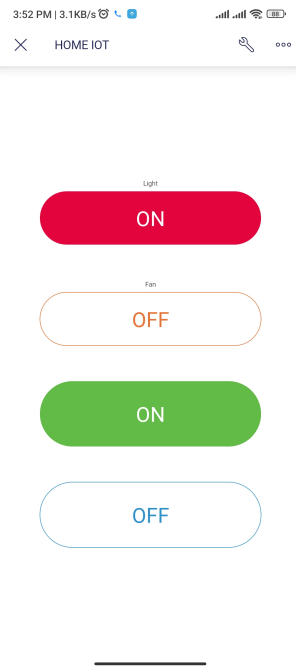 3:52 PM | 3.1KB/s
88
HOME IOT
Light
ON
Fan
OFF
ON
OFF